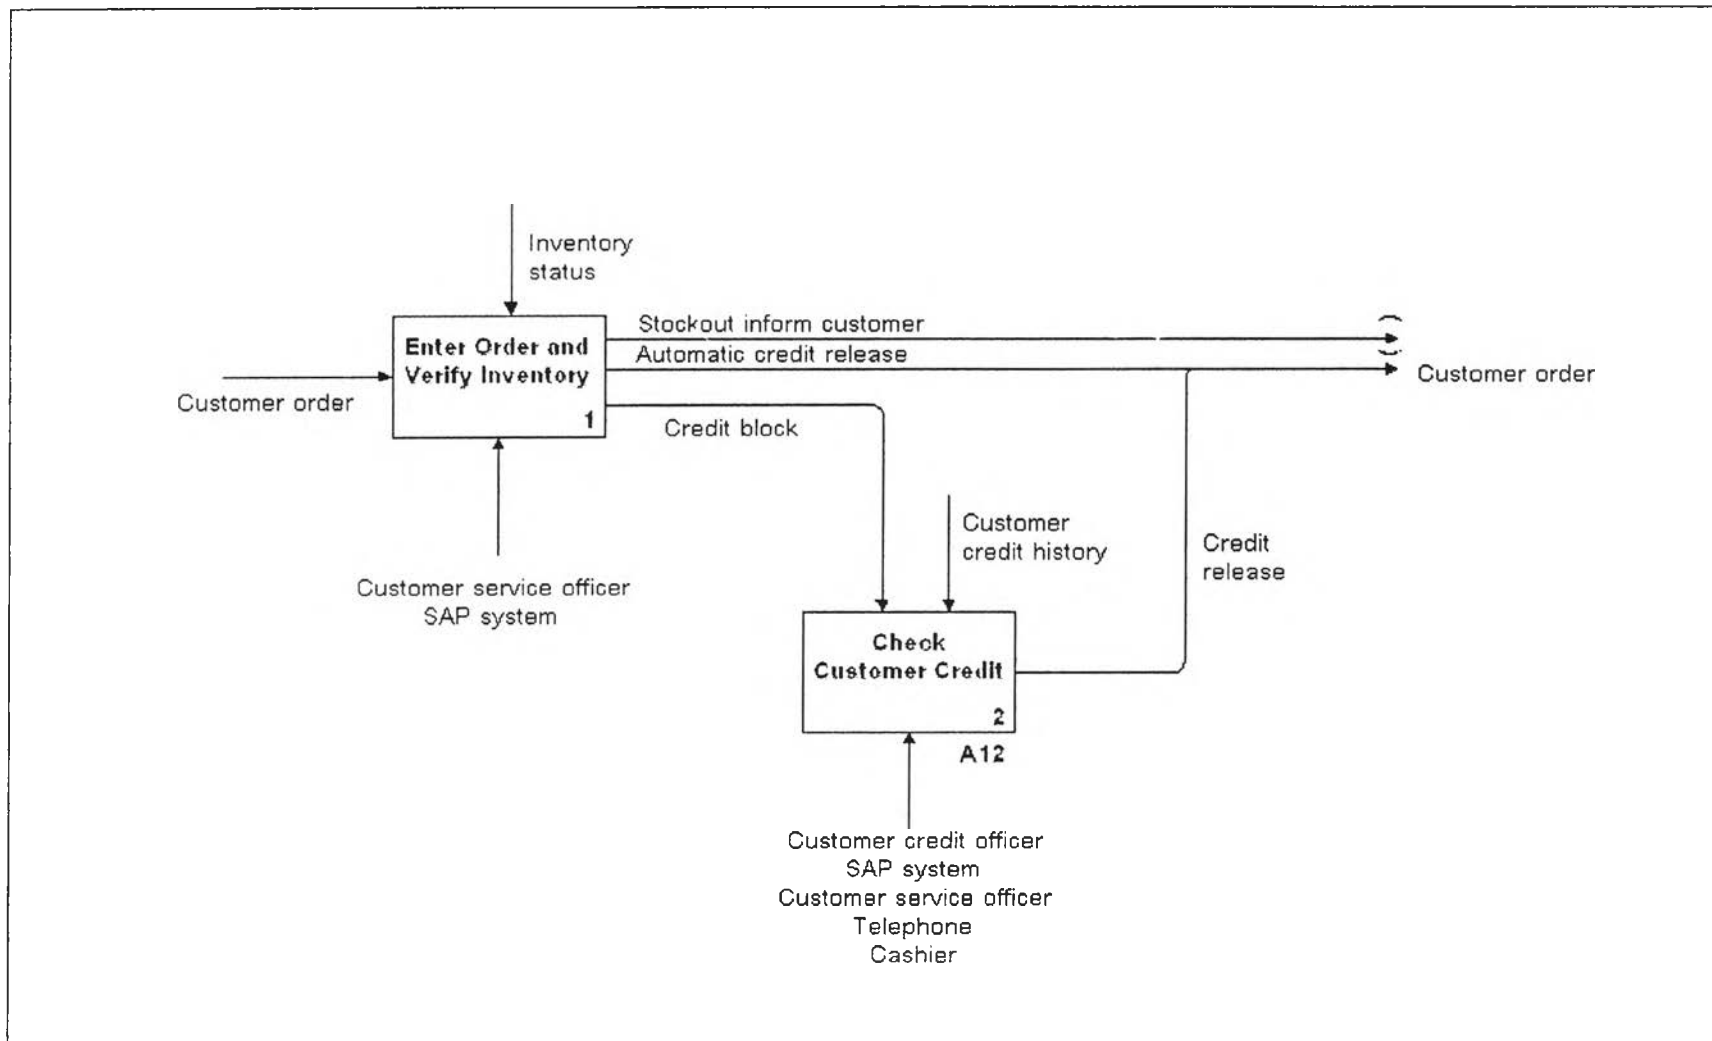 Inventory
status
Stockout inform customer
Enter Order and
Verify Inventory
1
Automatic credit release
Customer order
Customer order
Credit block
Customer
credit history
Credit
release
Customer service officer
SAP system
Check
Customer Credit
2
A12
Customer credit officer
SAP system
Customer service officer
Telephone
Cashier